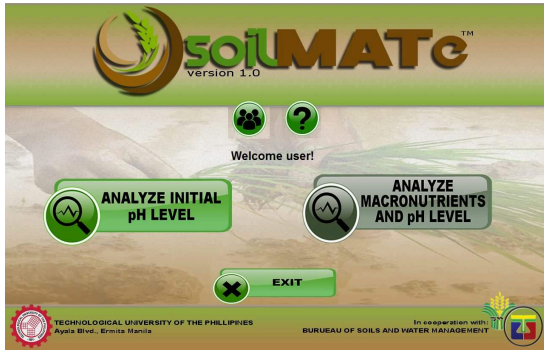 soilMATe™
version 1.0
?
Welcome user!
ANALYZE INITIAL
pH LEVEL
ANALYZE
MACRONUTRIENTS
AND pH LEVEL
EXIT
TECHNOLOGICAL UNIVERSITY OF THE PHILLIPINES
Ayala Blvd., Ermita Manila
In cooperation with:
BURUEAU OF SOILS AND WATER MANAGEMENT